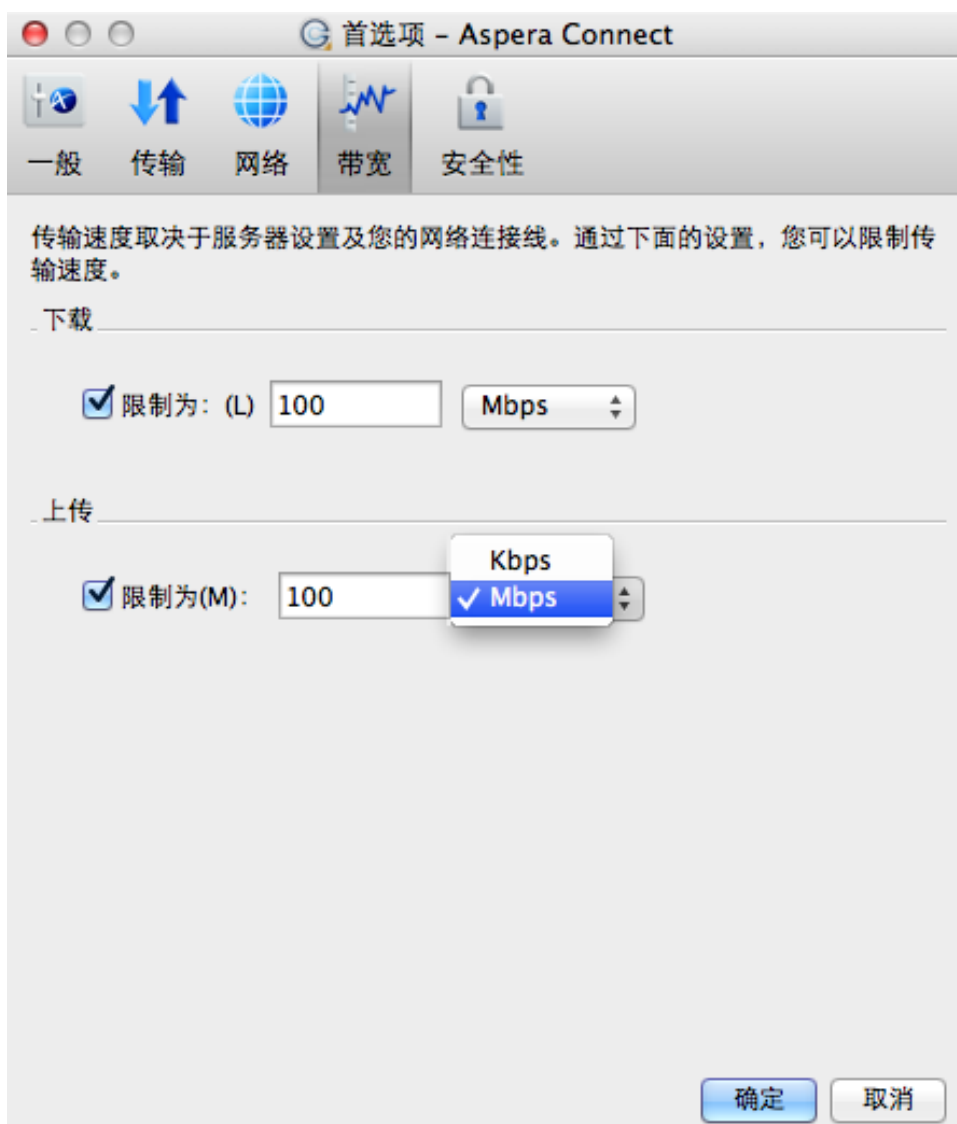 首选项 – Aspera Connect
一般 传输 网络 带宽 安全性
传输速度取决于服务器设置及您的网络连接线。通过下面的设置，您可以限制传
输速度。
下载
限制为：(L) 100 Mbps
上传
Kbps
限制为(M)： 100 Mbps
确定 取消